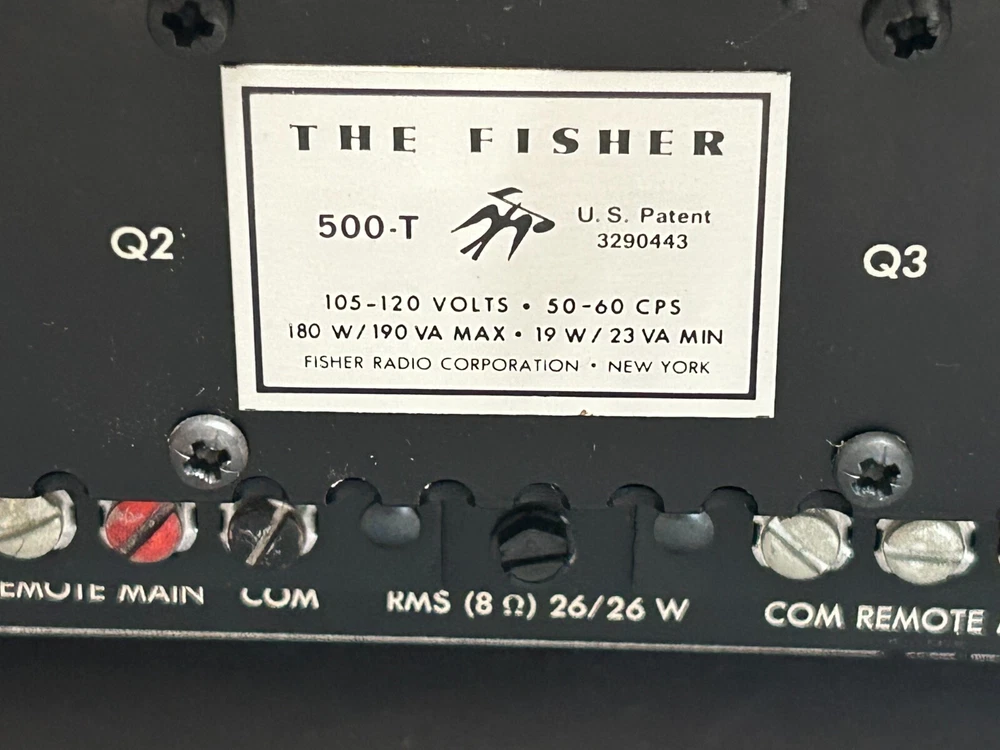 THE FISHER
500-T
U. S. Patent
3290443
Q2
Q3
105-120 VOLTS • 50-60 CPS
180 W/190 VA MAX • 19 W/23 VA MIN
FISHER RADIO CORPORATION • NEW YORK
EMOTE MAIN COM RMS (8 Ω) 26/26 W COM REMOTE